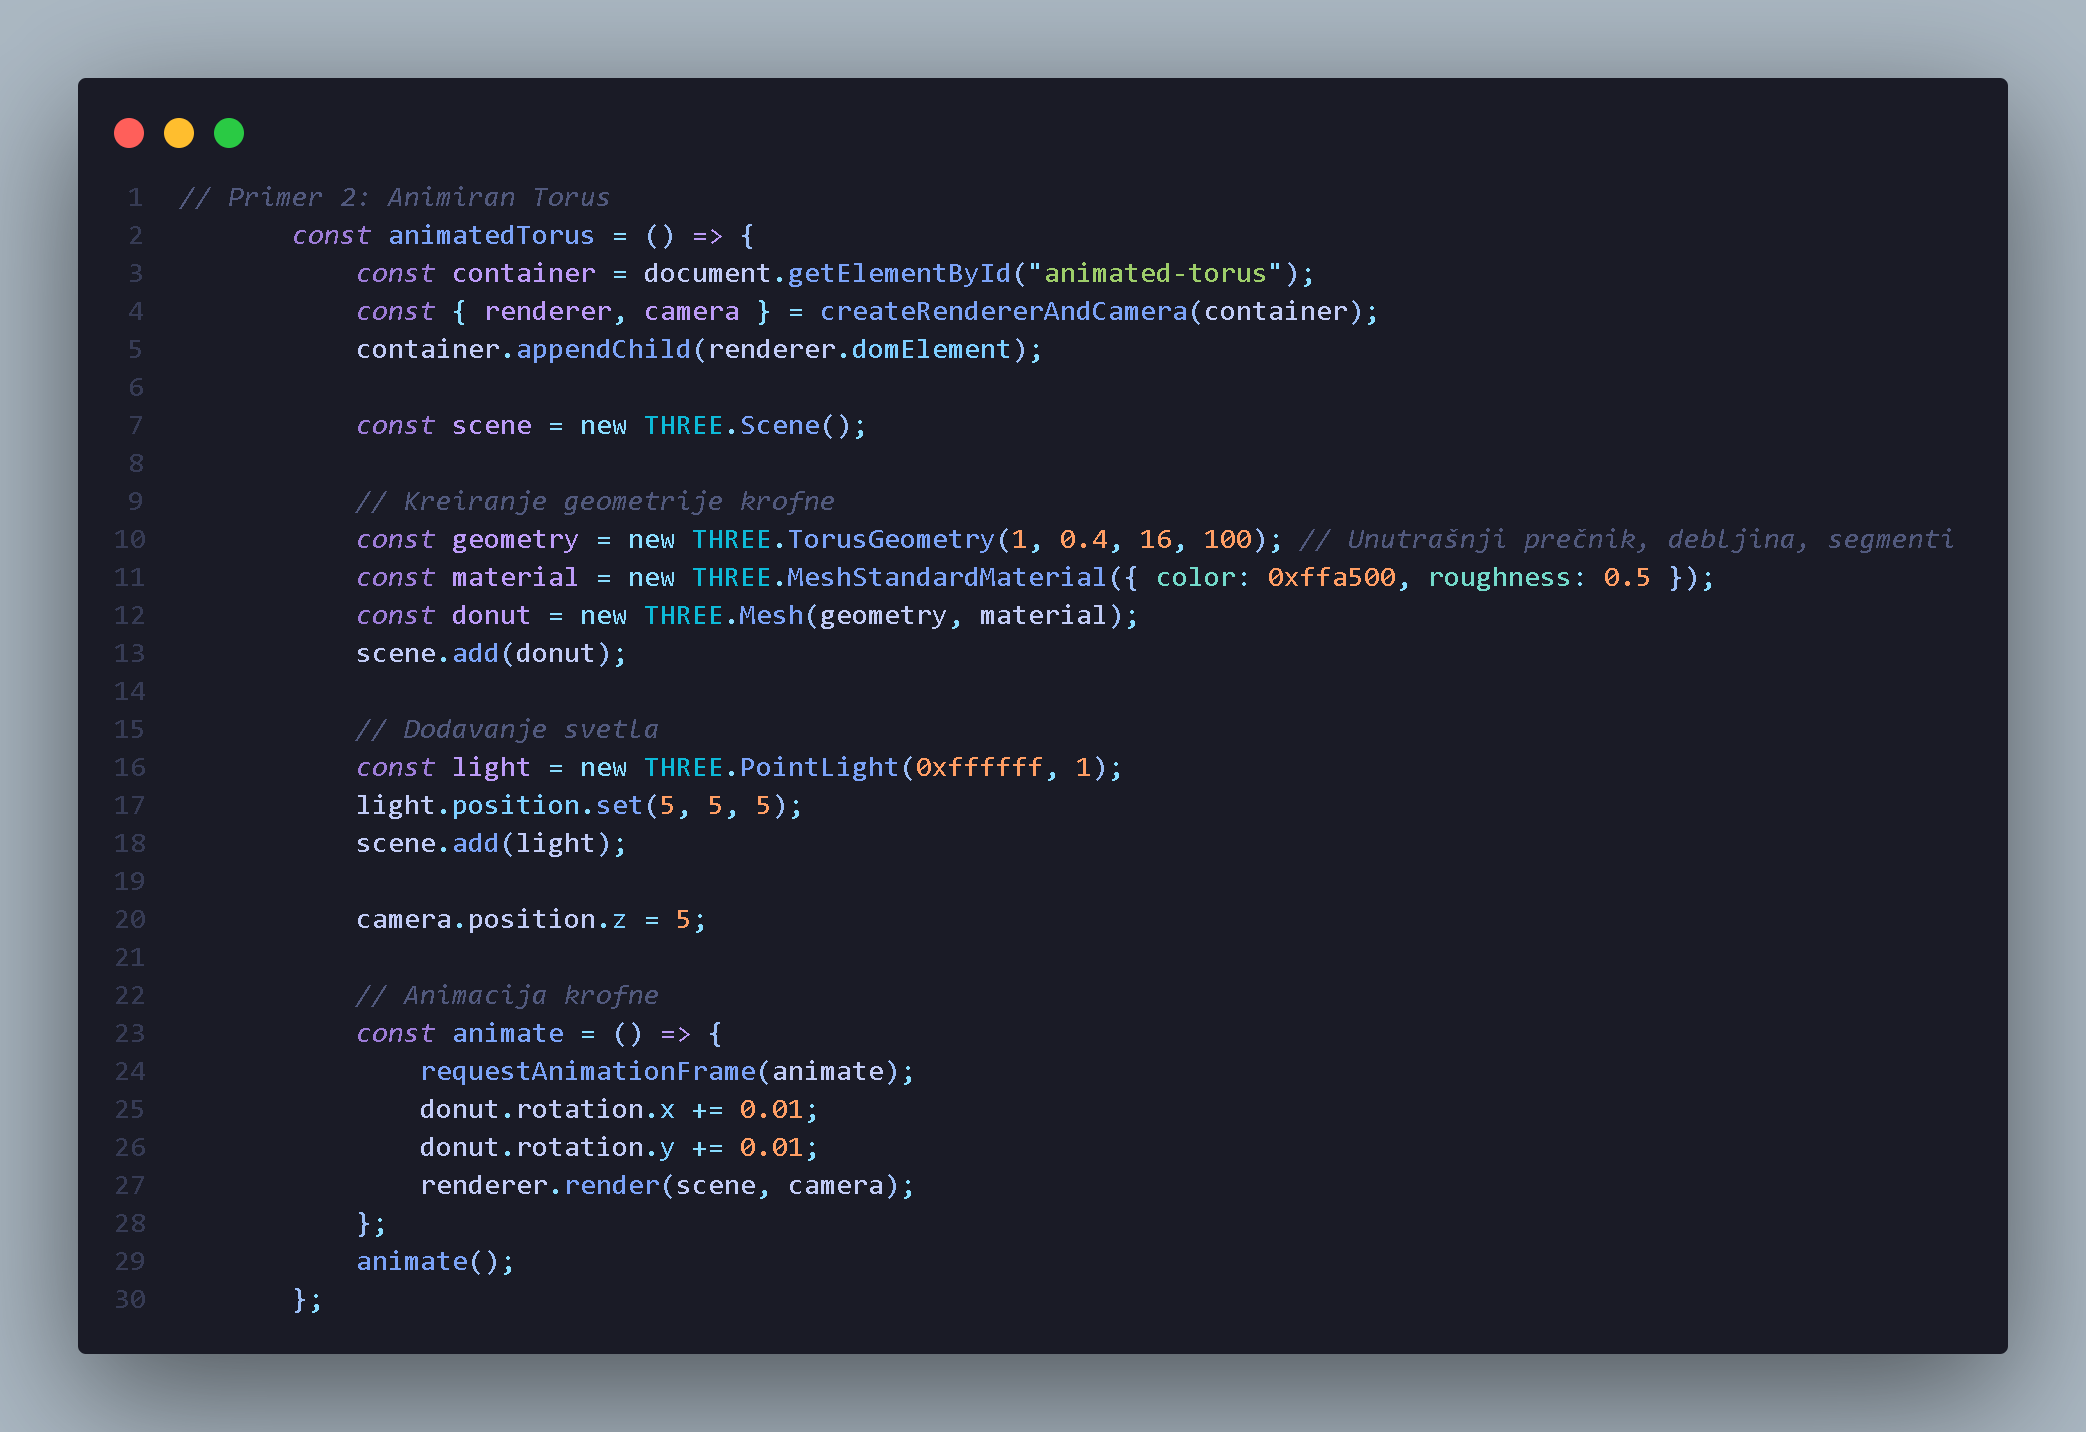 1 // Primer 2: Animiran Torus
2 const animatedTorus = () => {
3 const container = document.getElementById("animated-torus");
4 const { renderer, camera } = createRendererAndCamera(container);
5 container.appendChild(renderer.domElement);
6
7 const scene = new THREE.Scene();
8
9 // Kreiranje geometrije krofne
10 const geometry = new THREE.TorusGeometry(1, 0.4, 16, 100); // Unutrašnji prečnik, debljina, segmenti
11 const material = new THREE.MeshStandardMaterial({ color: 0xffa500, roughness: 0.5 });
12 const donut = new THREE.Mesh(geometry, material);
13 scene.add(donut);
14
15 // Dodavanje svetla
16 const light = new THREE.PointLight(0xffffff, 1);
17 light.position.set(5, 5, 5);
18 scene.add(light);
19
20 camera.position.z = 5;
21
22 // Animacija krofne
23 const animate = () => {
24 requestAnimationFrame(animate);
25 donut.rotation.x += 0.01;
26 donut.rotation.y += 0.01;
27 renderer.render(scene, camera);
28 };
29 animate();
30 };